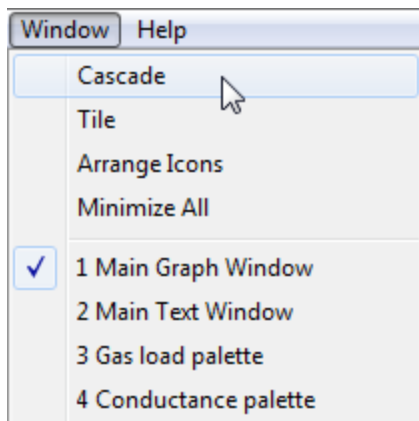 Window Help
Cascade
Tile
Arrange Icons
Minimize All
1 Main Graph Window
2 Main Text Window
3 Gas load palette
4 Conductance palette